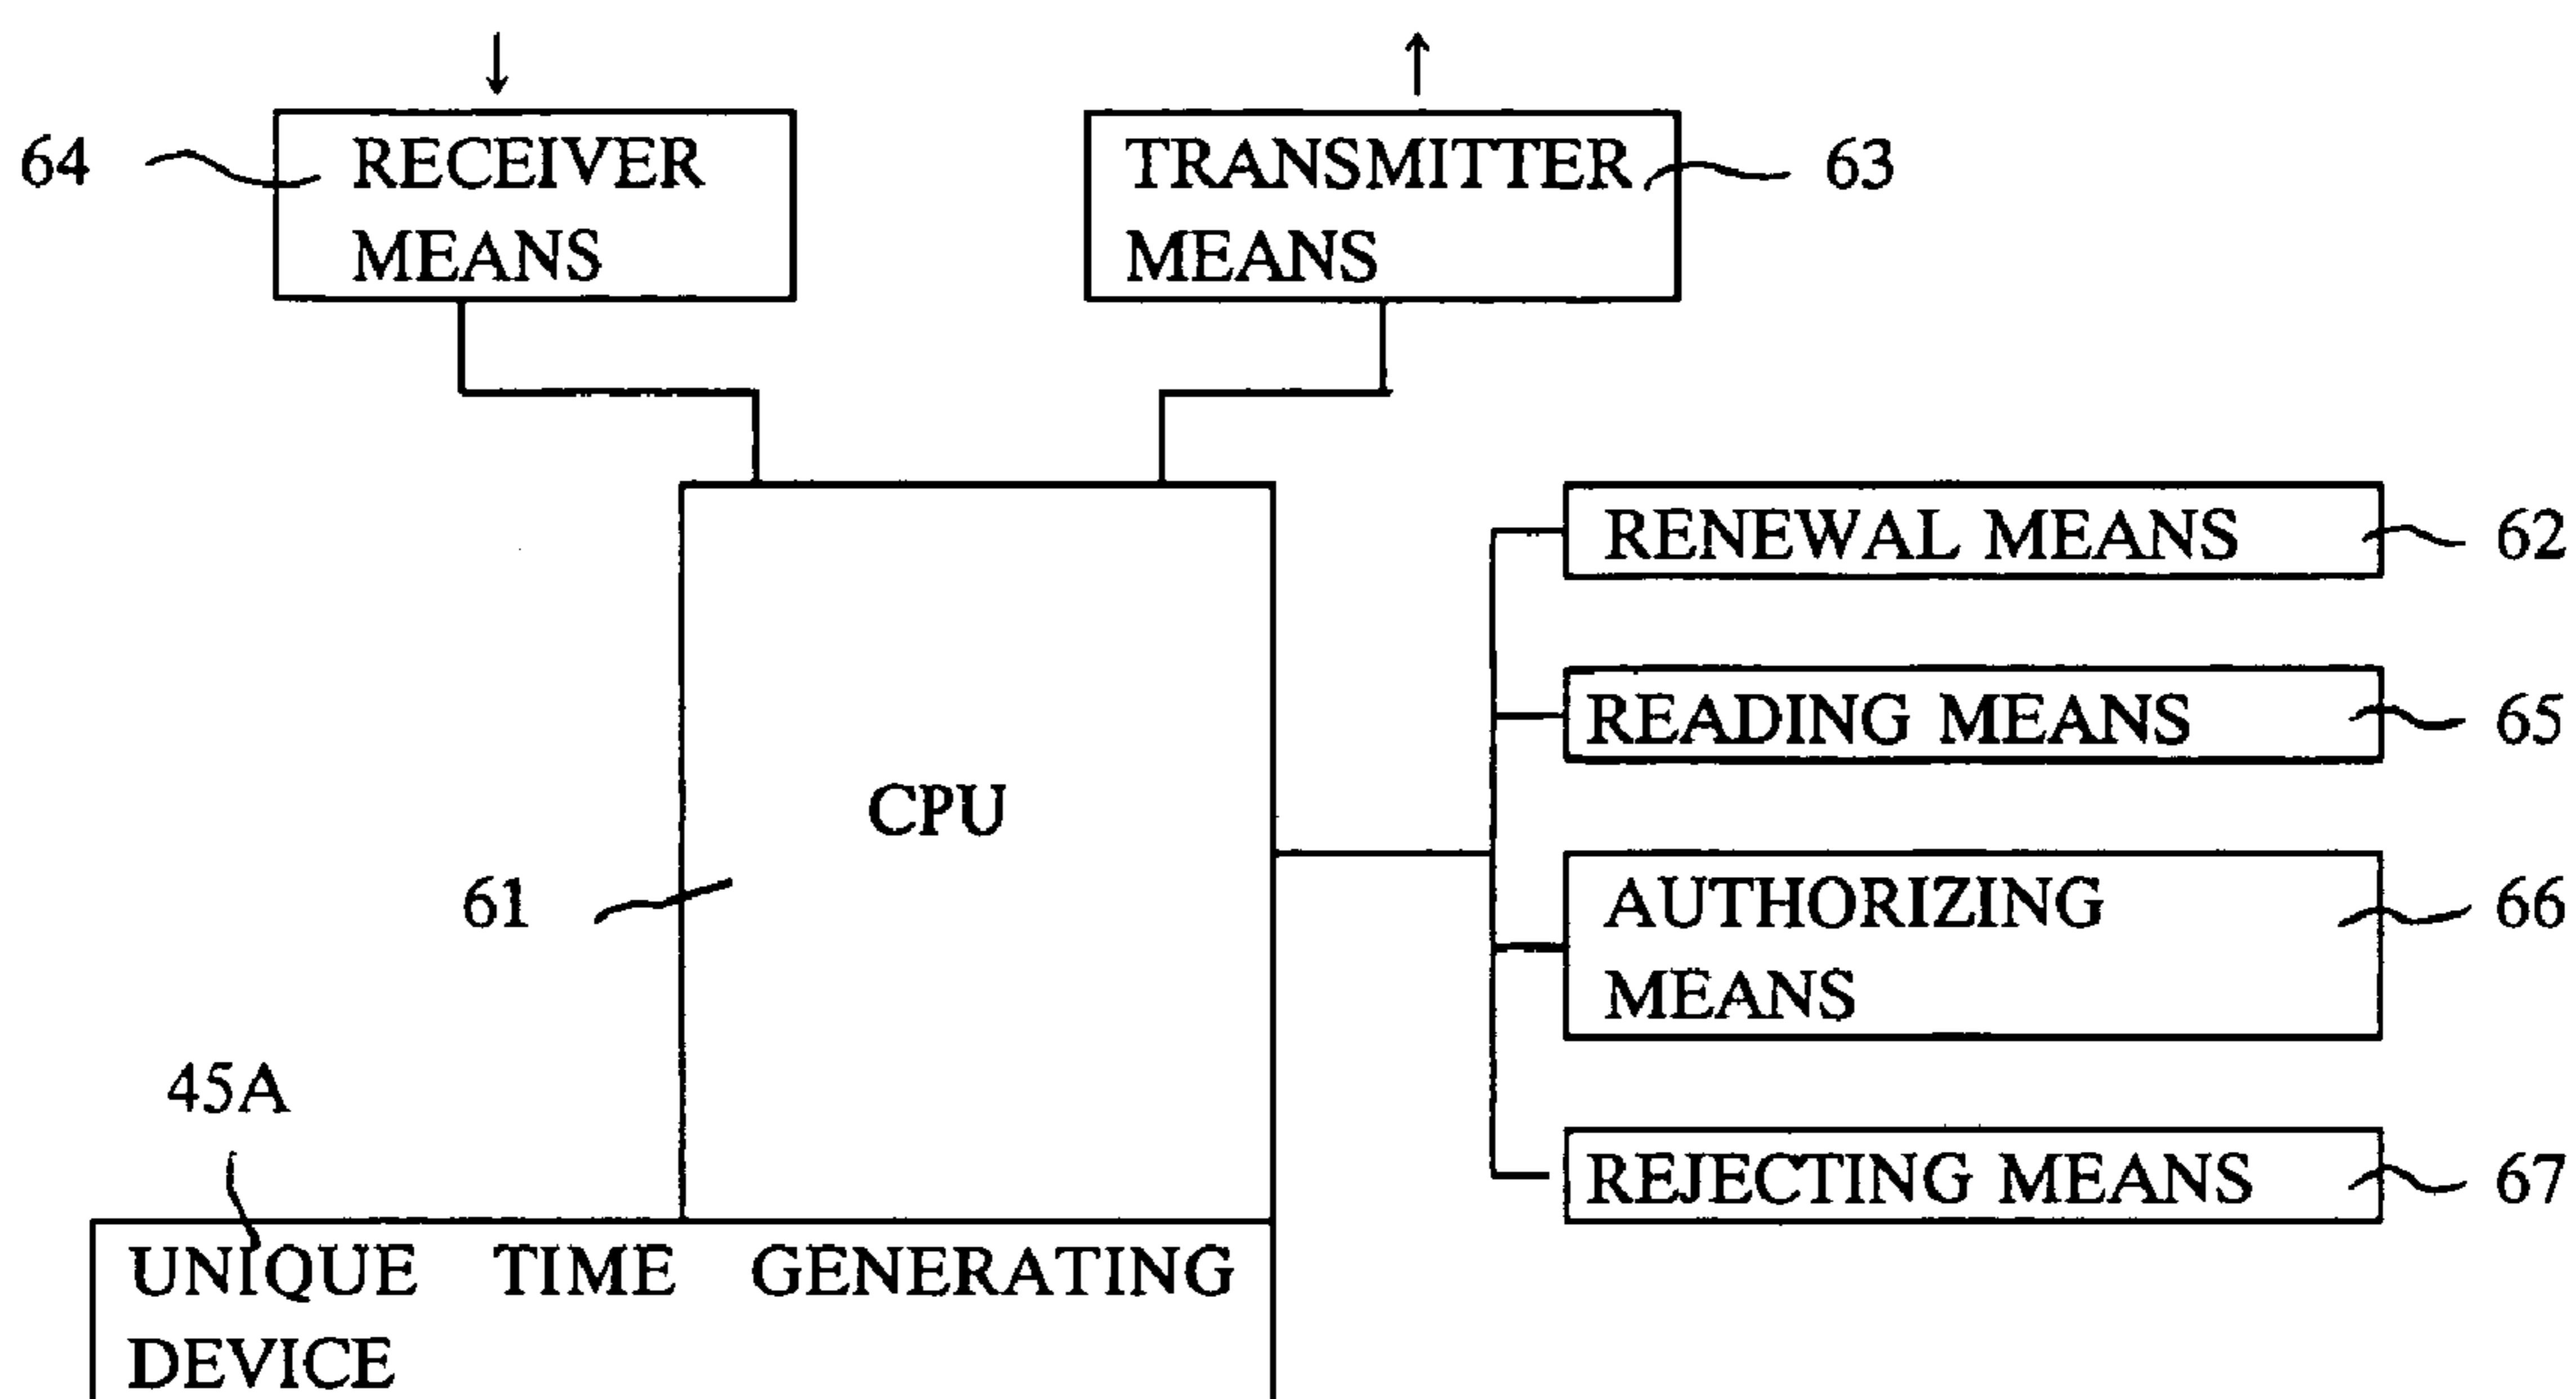 64
RECEIVER
MEANS
TRANSMITTER
MEANS
63
RENEWAL MEANS
62
READING MEANS
65
CPU
61
AUTHORIZING
MEANS
66
45A
REJECTING MEANS
67
UNIQUE TIME GENERATING
DEVICE